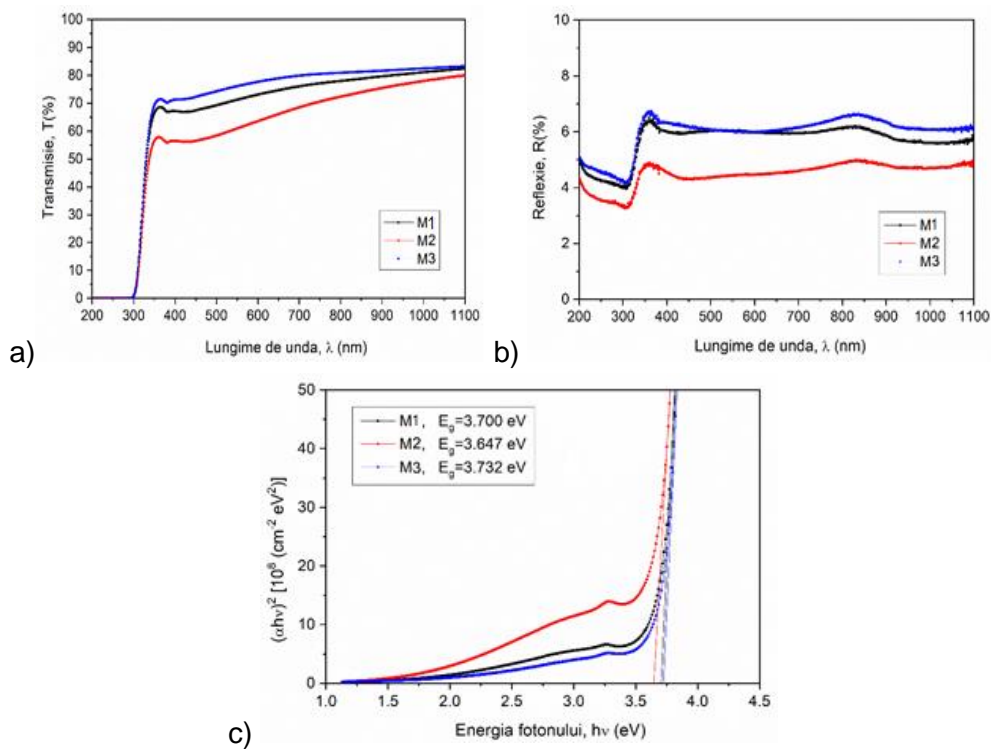 100
90
80
70
60
50
40
30
20
10
0
Transmisie, T(%)
M1
M2
M3
200 300 400 500 600 700 800 900 1000 1100
Lungime de unda, λ (nm)
a)
10
8
6
4
2
0
Reflexie, R(%)
M1
M2
M3
200 300 400 500 600 700 800 900 1000 1100
Lungime de unda, λ (nm)
b)
50
40
30
20
10
0
(αhν)² [10⁸ (cm⁻² eV²)]
M1, E_g=3.700 eV
M2, E_g=3.647 eV
M3, E_g=3.732 eV
1.0 1.5 2.0 2.5 3.0 3.5 4.0 4.5
Energia fotonului, hν (eV)
c)